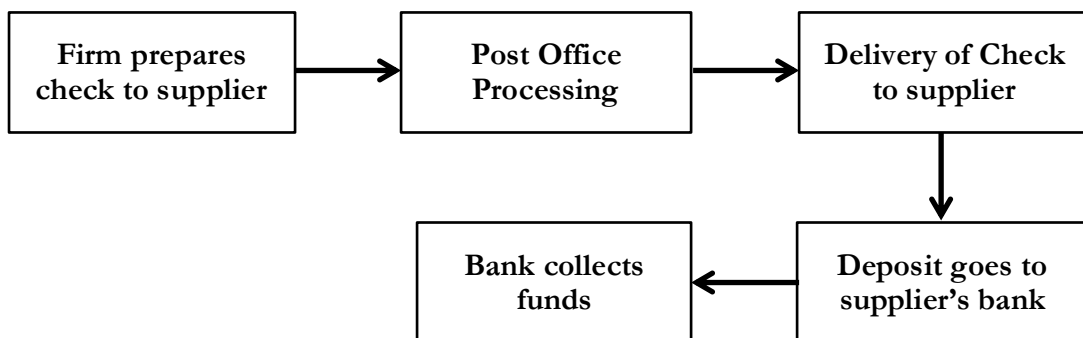 Firm prepares
check to supplier
Post Office
Processing
Delivery of Check
to supplier
Deposit goes to
supplier’s bank
Bank collects
funds